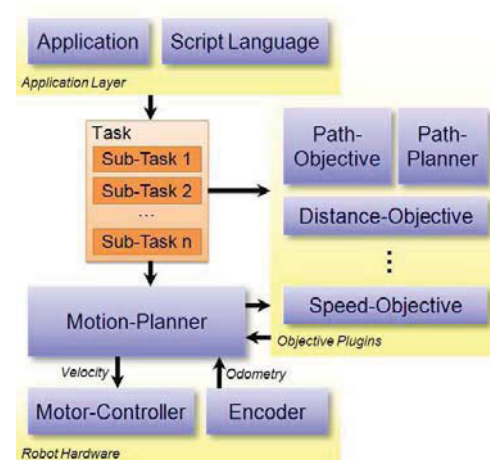 Application
Script Language
Application Layer
Task
Sub-Task 1
Sub-Task 2
...
Sub-Task n
Path-
Objective
Path-
Planner
Distance-Objective
Speed-Objective
Objective Plugins
Motion-Planner
Velocity
Odometry
Motor-Controller
Encoder
Robot Hardware